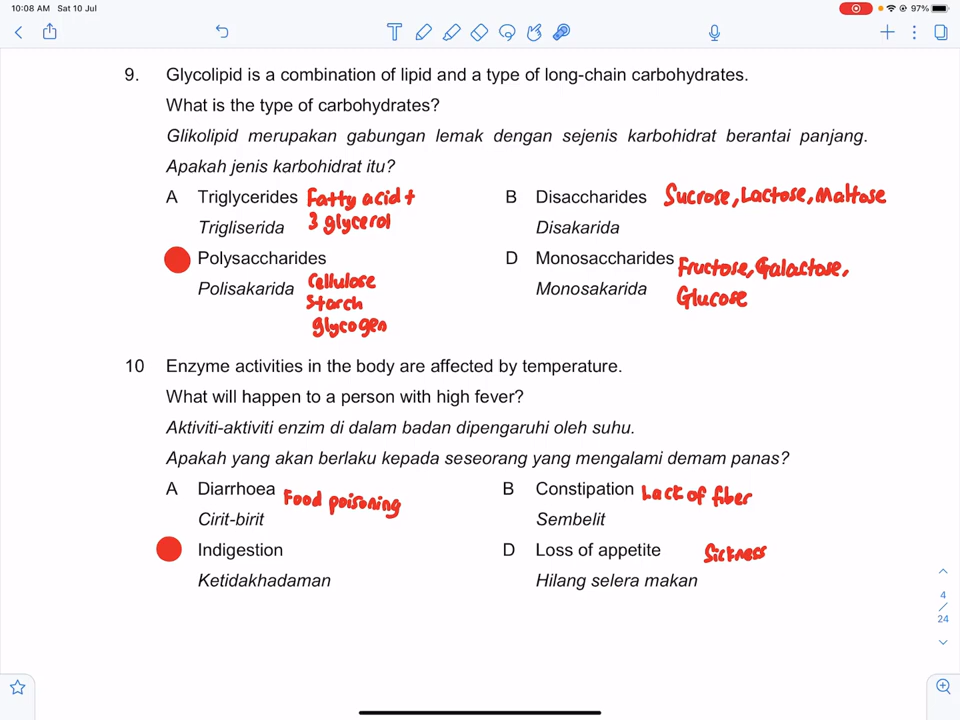 10:08 AM Sat 10 Jul
97%
9. Glycolipid is a combination of lipid and a type of long-chain carbohydrates.
What is the type of carbohydrates?
Glikolipid merupakan gabungan lemak dengan sejenis karbohidrat berantai panjang.
Apakah jenis karbohidrat itu?
A Triglycerides Fatty acid + B Disaccharides Sucrose, Lactose, Maltose
Trigliserida 3 glycerol Disakarida
Polysaccharides D Monosaccharides Fructose, Galactose,
Polisakarida Cellulose Monosakarida Glucose
Starch
glycogen
10 Enzyme activities in the body are affected by temperature.
What will happen to a person with high fever?
Aktiviti-aktiviti enzim di dalam badan dipengaruhi oleh suhu.
Apakah yang akan berlaku kepada seseorang yang mengalami demam panas?
A Diarrhoea Food poisoning B Constipation Lack of fiber
Cirit-birit Sembelit
Indigestion D Loss of appetite Sickness
Ketidakhadaman Hilang selera makan
4
/
24